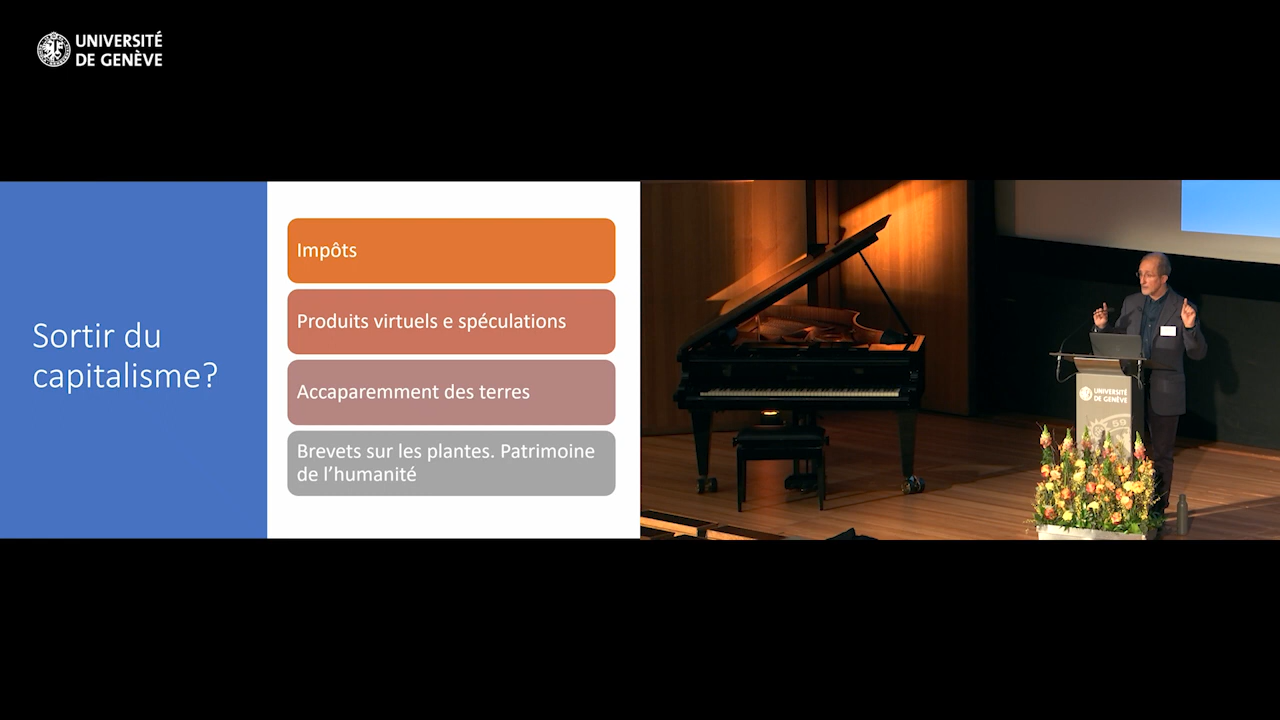 UNIVERSITÉ
DE GENÈVE
Sortir du
capitalisme?
Impôts
Produits virtuels e spéculations
Accaparemment des terres
Brevets sur les plantes. Patrimoine
de l’humanité
UNIVERSITÉ
DE GENÈVE